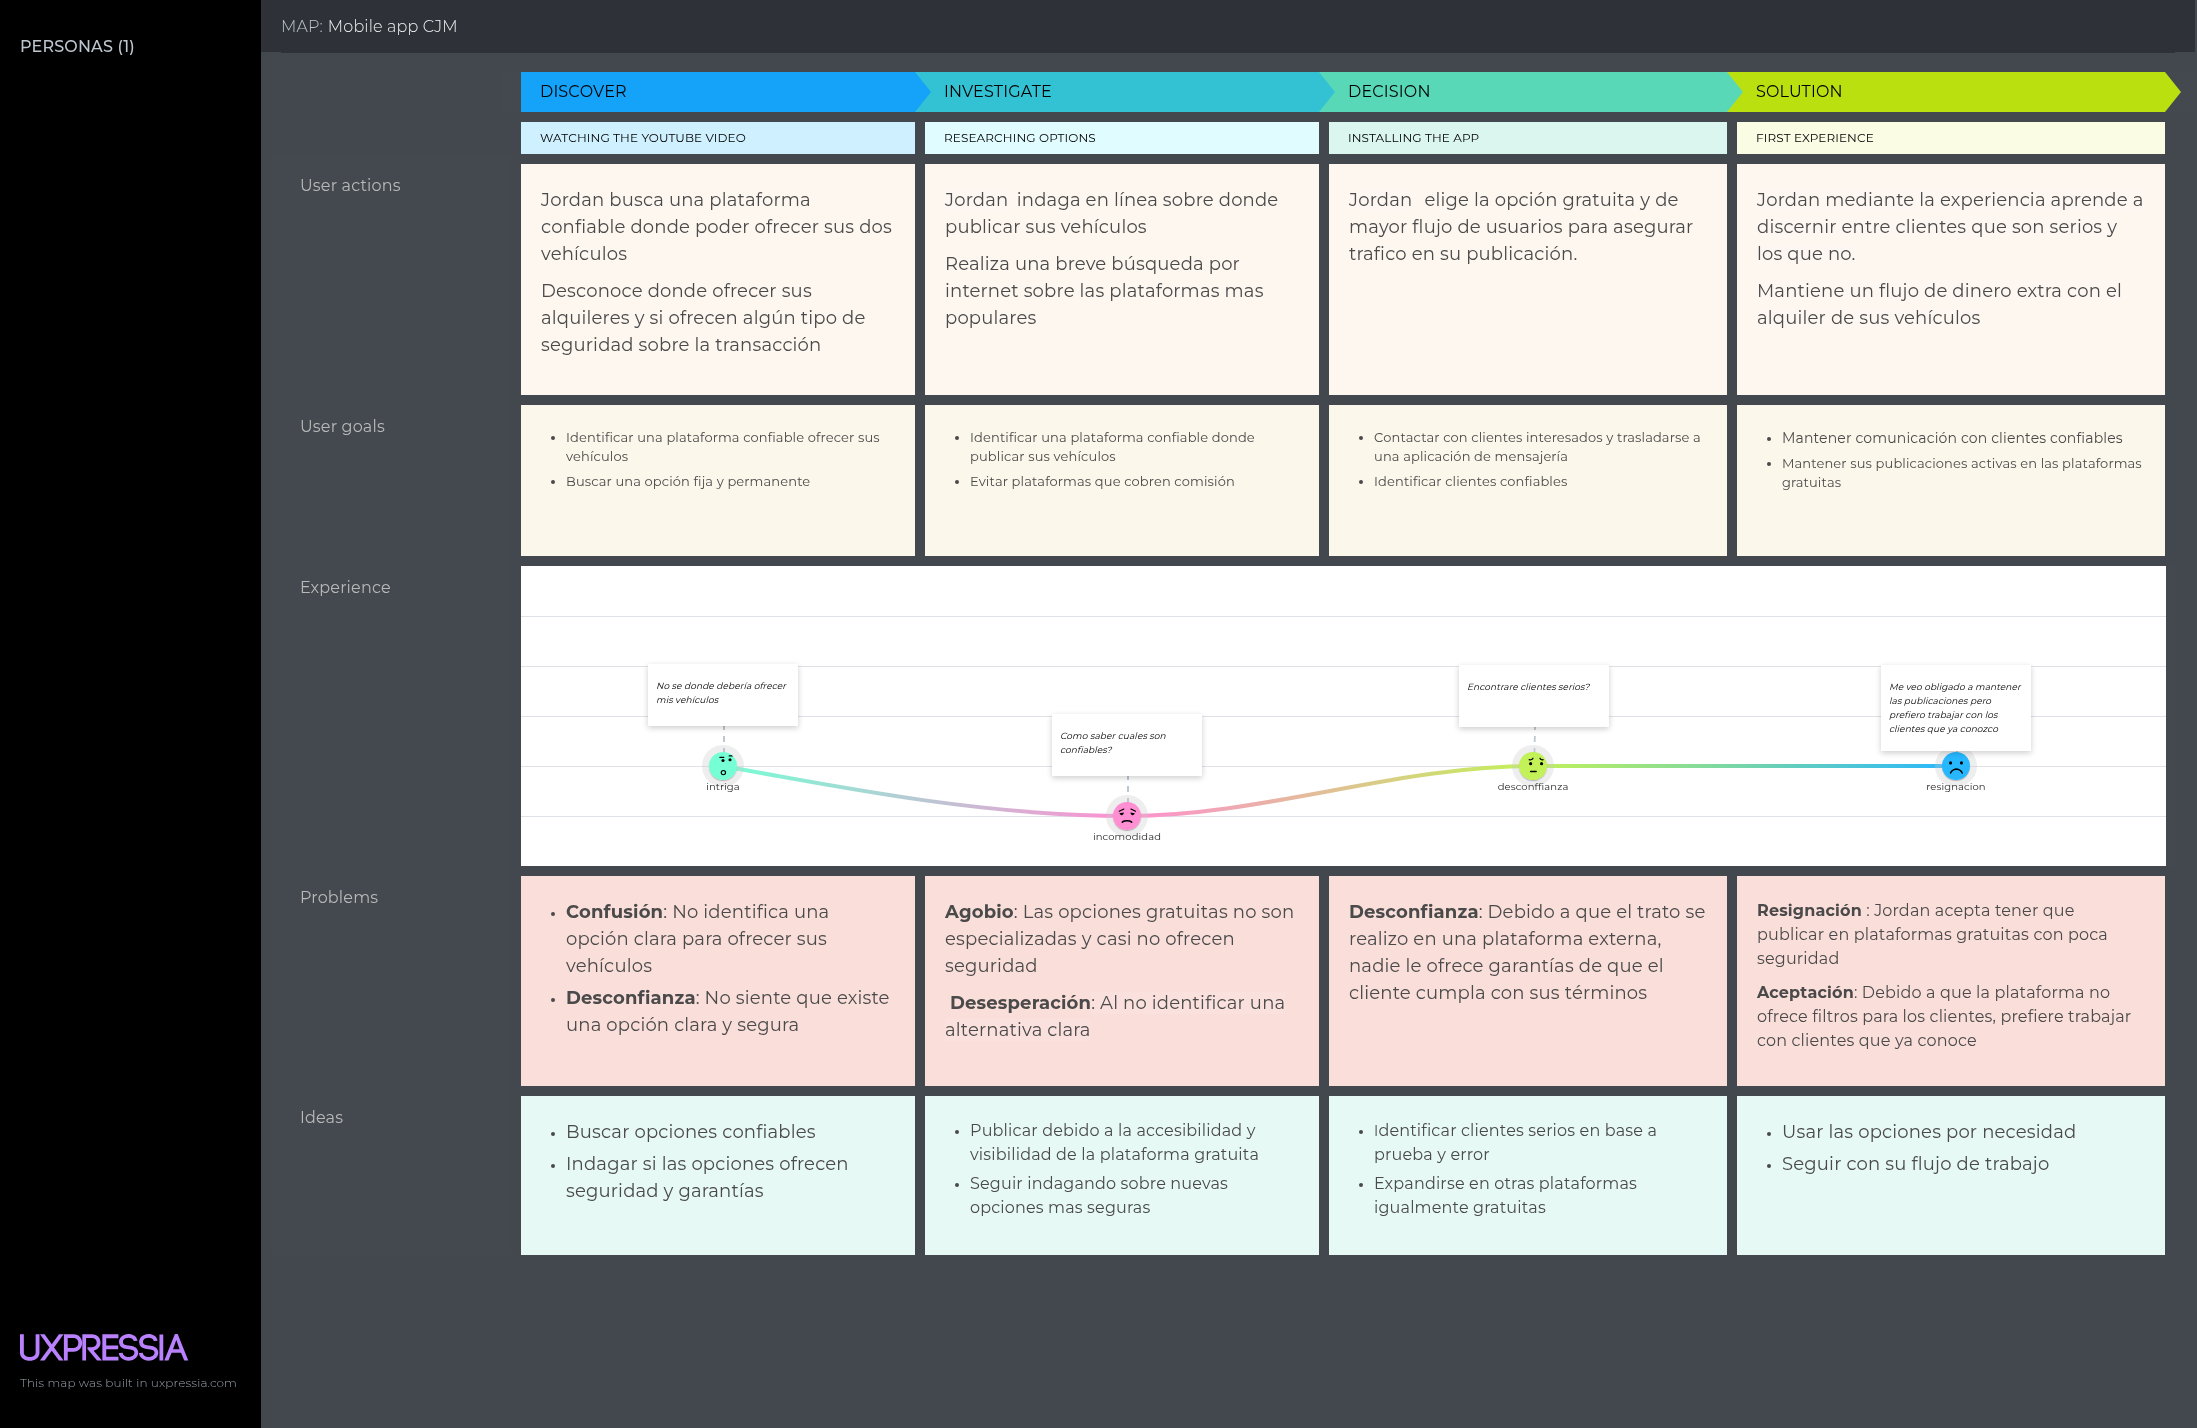 PERSONAS (1)
MAP: Mobile app CJM
DISCOVER
INVESTIGATE
DECISION
SOLUTION
WATCHING THE YOUTUBE VIDEO
RESEARCHING OPTIONS
INSTALLING THE APP
FIRST EXPERIENCE
User actions
Jordan busca una plataforma
confiable donde poder ofrecer sus dos
vehículos
Desconoce donde ofrecer sus
alquileres y si ofrecen algún tipo de
seguridad sobre la transacción
Jordan indaga en línea sobre donde
publicar sus vehículos
Realiza una breve búsqueda por
internet sobre las plataformas mas
populares
Jordan elige la opción gratuita y de
mayor flujo de usuarios para asegurar
trafico en su publicación.
Jordan mediante la experiencia aprende a
discernir entre clientes que son serios y
los que no.
Mantiene un flujo de dinero extra con el
alquiler de sus vehículos
User goals
• Identificar una plataforma confiable ofrecer sus
vehículos
• Buscar una opción fija y permanente
• Identificar una plataforma confiable donde
publicar sus vehículos
• Evitar plataformas que cobren comisión
• Contactar con clientes interesados y trasladarse a
una aplicación de mensajería
• Identificar clientes confiables
• Mantener comunicación con clientes confiables
• Mantener sus publicaciones activas en las plataformas
gratuitas
Experience
No se donde debería ofrecer
mis vehículos
intriga
Como saber cuales son
confiables?
incomodidad
Encontrare clientes serios?
desconffianza
Me veo obligado a mantener
las publicaciones pero
prefiero trabajar con los
clientes que ya conozco
resignacion
Problems
• Confusión: No identifica una
opción clara para ofrecer sus
vehículos
• Desconfianza: No siente que existe
una opción clara y segura
Agobio: Las opciones gratuitas no son
especializadas y casi no ofrecen
seguridad
Desesperación: Al no identificar una
alternativa clara
Desconfianza: Debido a que el trato se
realizo en una plataforma externa,
nadie le ofrece garantías de que el
cliente cumpla con sus términos
Resignación : Jordan acepta tener que
publicar en plataformas gratuitas con poca
seguridad
Aceptación: Debido a que la plataforma no
ofrece filtros para los clientes, prefiere trabajar
con clientes que ya conoce
Ideas
• Buscar opciones confiables
• Indagar si las opciones ofrecen
seguridad y garantías
• Publicar debido a la accesibilidad y
visibilidad de la plataforma gratuita
• Seguir indagando sobre nuevas
opciones mas seguras
• Identificar clientes serios en base a
prueba y error
• Expandirse en otras plataformas
igualmente gratuitas
• Usar las opciones por necesidad
• Seguir con su flujo de trabajo
UXPRESSIA
This map was built in uxpressia.com